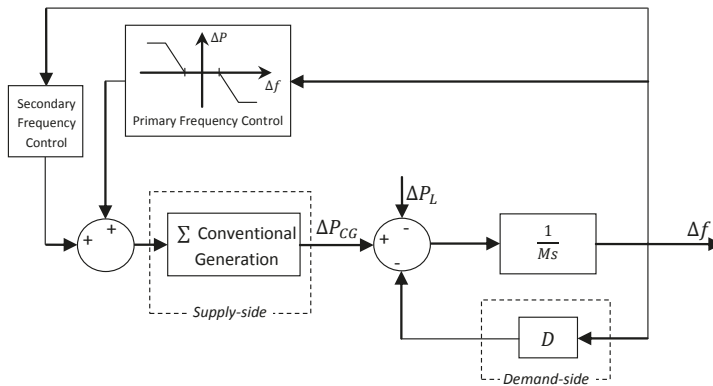 ΔP
Δf
Primary Frequency Control
Secondary
Frequency
Control
+
+
∑ Conventional
Generation
Supply-side
ΔP_CG
ΔP_L
+
-
-
1
Ms
Δf
D
Demand-side